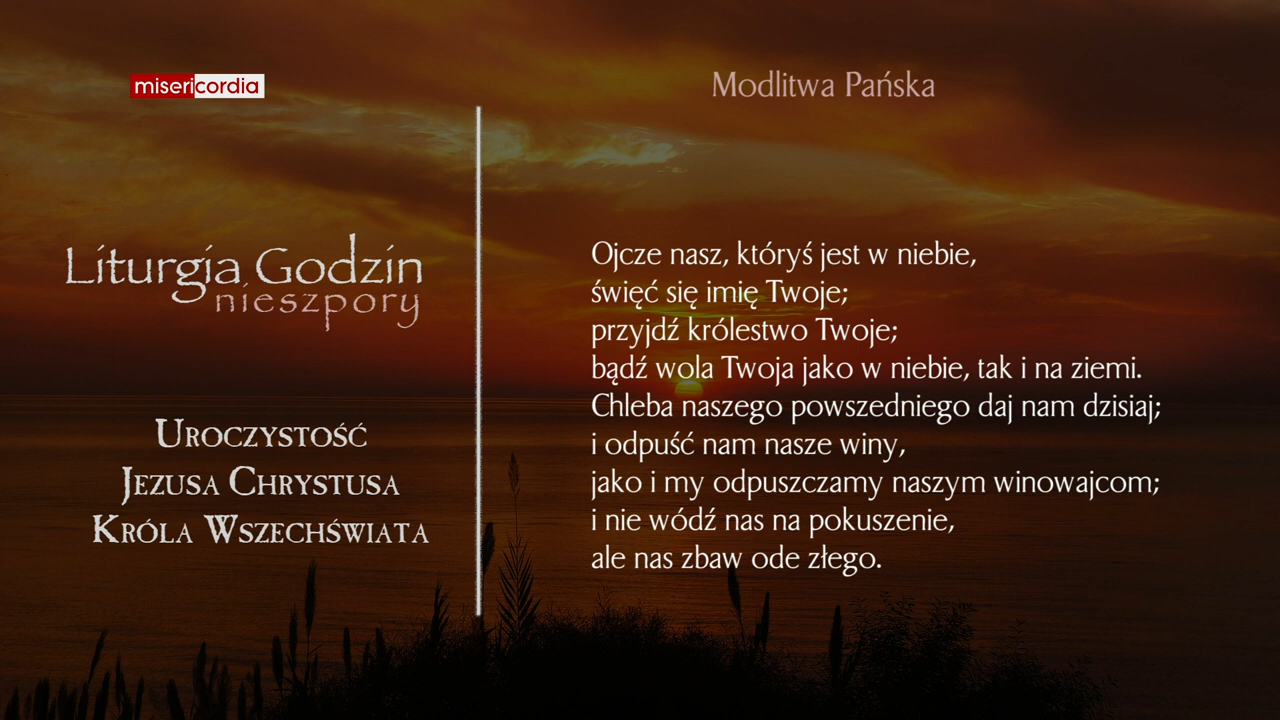 misericordia
Liturgia Godzin
nieszpory
Uroczystość
Jezusa Chrystusa
Króla Wszechświata
Modlitwa Pańska
Ojcze nasz, któryś jest w niebie,
święć się imię Twoje;
przyjdź królestwo Twoje;
bądź wola Twoja jako w niebie, tak i na ziemi.
Chleba naszego powszedniego daj nam dzisiaj;
i odpuść nam nasze winy,
jako i my odpuszczamy naszym winowajcom;
i nie wódź nas na pokuszenie,
ale nas zbaw ode złego.